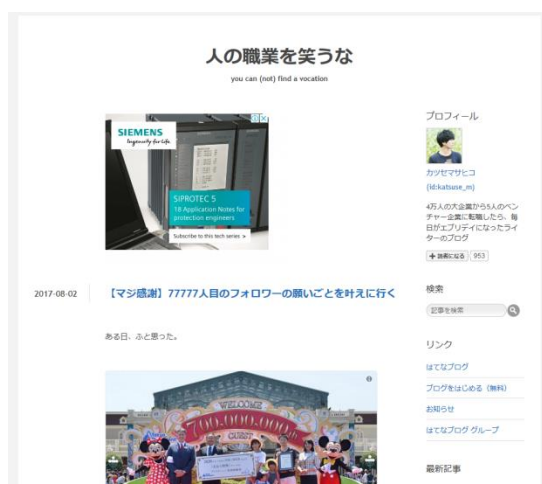 人の職業を笑うな
you can (not) find a vocation
SIEMENS
Ingenuity for life
SIPROTEC 5
18 Application Notes for
protection engineers
Subscribe to this tech series >
2017-08-02
【マジ感謝】77777人目のフォロワーの願いごとを叶えに行く
ある日、ふと思った。
WELCOME
700,000,000th
GUEST
プロフィール
カツセマサヒコ
(id:katsuse_m)
4万人の大企業から5人のベン
チャー企業に転職したら、毎
日がエブリデイになったライ
ターのブログ
+ 読者になる 953
検索
記事を検索
リンク
はてなブログ
ブログをはじめる（無料）
お知らせ
はてなブログ グループ
最新記事